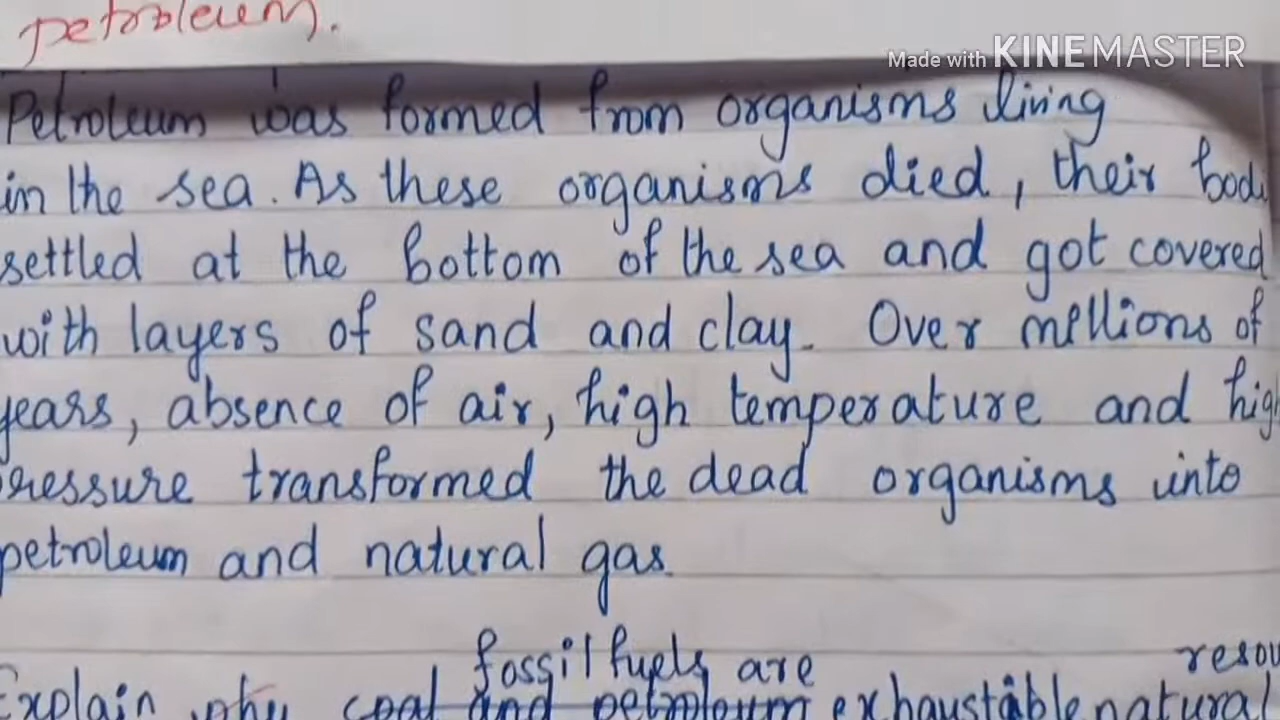 petroleum.
Made with KINEMASTER
Petroleum was formed from organisms living
in the sea. As these organisms died, their bod
settled at the bottom of the sea and got covered
with layers of sand and clay. Over millions of
years, absence of air, high temperature and hig
pressure transformed the dead organisms into
petroleum and natural gas.
fossil fuels are resou
Explain why coal and petroleum exhaustible natural